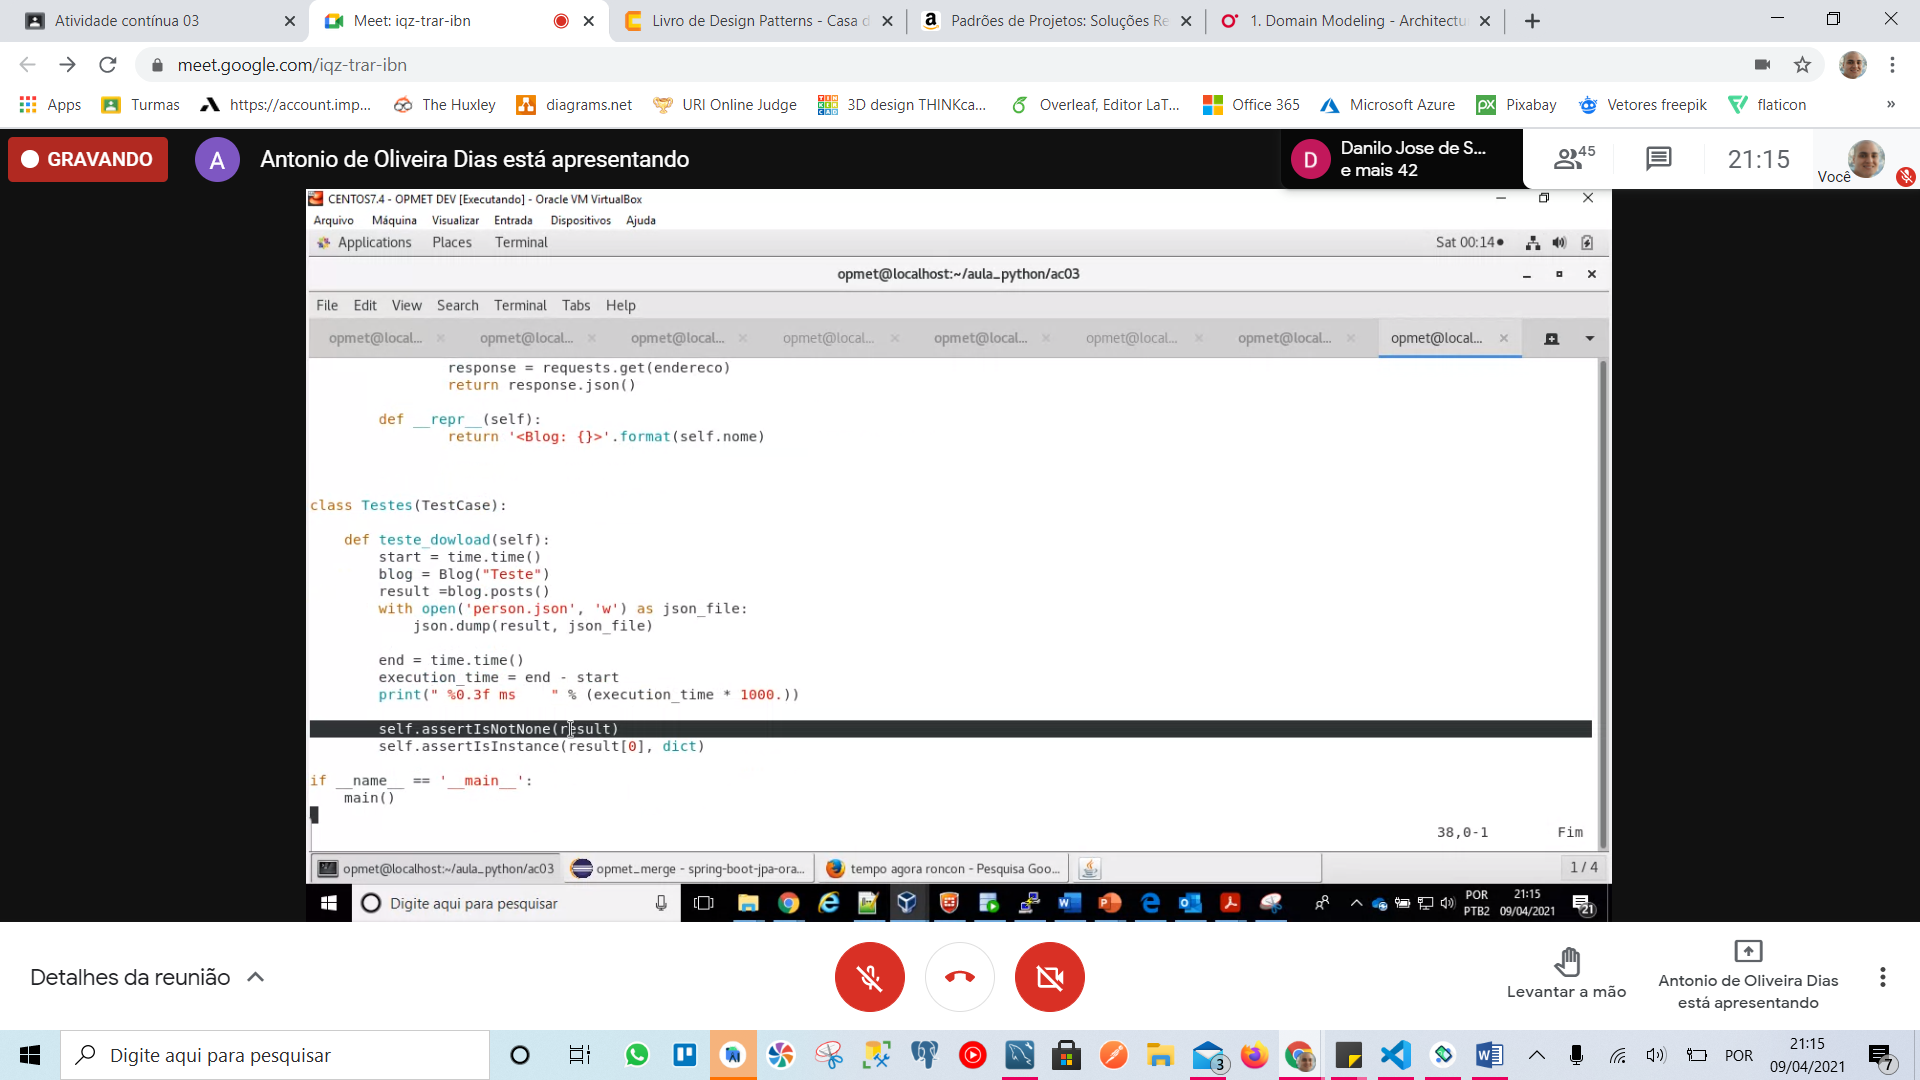 Atividade contínua 03
Meet: iqz-trar-ibn
Livro de Design Patterns - Casa d
Padrões de Projetos: Soluções Re
1. Domain Modeling - Architectu
meet.google.com/iqz-trar-ibn
Apps
Turmas
https://account.imp...
The Huxley
diagrams.net
URI Online Judge
3D design THINKca...
Overleaf, Editor LaT...
Office 365
Microsoft Azure
px
Pixabay
Vetores freepik
flaticon
»
GRAVANDO
A
Antonio de Oliveira Dias está apresentando
D
Danilo Jose de S...
e mais 42
45
21:15
Você
CENTOS7.4 - OPMET DEV [Executando] - Oracle VM VirtualBox
Arquivo Máquina Visualizar Entrada Dispositivos Ajuda
Applications Places Terminal
Sat 00:14
opmet@localhost:~/aula_python/ac03
File Edit View Search Terminal Tabs Help
opmet@local... opmet@local... opmet@local... opmet@local... opmet@local... opmet@local... opmet@local... opmet@local...
response = requests.get(endereco)
return response.json()
def __repr__(self):
return '<Blog: {}>'.format(self.nome)
class Testes(TestCase):
def teste_dowload(self):
start = time.time()
blog = Blog("Teste")
result =blog.posts()
with open('person.json', 'w') as json_file:
json.dump(result, json_file)
end = time.time()
execution_time = end - start
print(" %0.3f ms    " % (execution_time * 1000.))
self.assertIsNotNone(result)
self.assertIsInstance(result[0], dict)
if __name__ == '__main__':
main()
38,0-1
Fim
opmet@localhost:~/aula_python/ac03
opmet_merge - spring-boot-jpa-ora...
tempo agora roncon - Pesquisa Goo...
1 / 4
Digite aqui para pesquisar
POR
PTB2
21:15
09/04/2021
21
Detalhes da reunião
Levantar a mão
Antonio de Oliveira Dias
está apresentando
Digite aqui para pesquisar
3
POR
21:15
09/04/2021
7